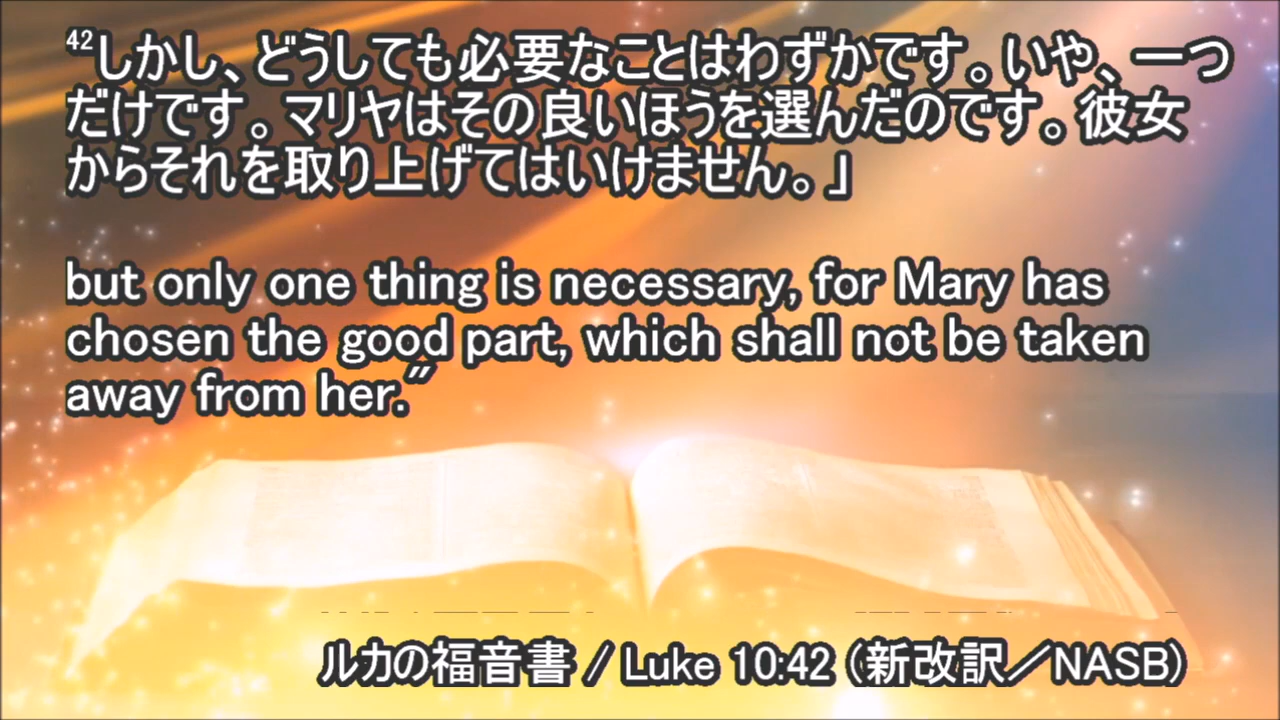 42しかし、どうしても必要なことはわずかです。いや、一つ
だけです。マリヤはその良いほうを選んだのです。彼女
からそれを取り上げてはいけません。」
but only one thing is necessary, for Mary has
chosen the good part, which shall not be taken
away from her."
ルカの福音書 / Luke 10:42 (新改訳／NASB)